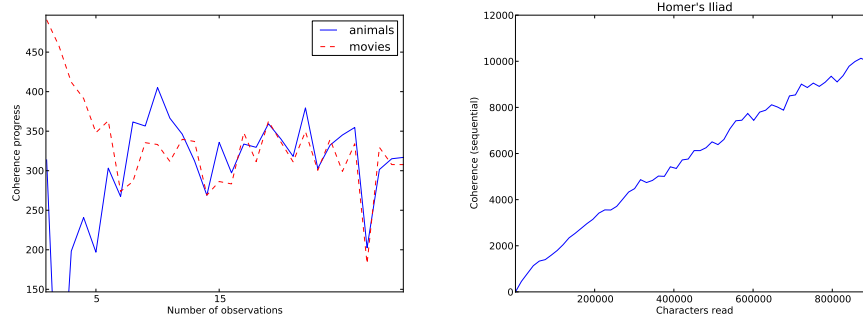 450
400
350
300
250
200
150
Coherence progress
animals
movies
5
15
Number of observations
Homer's Iliad
12000
10000
8000
6000
4000
2000
0
Coherence (sequential)
200000
400000
600000
800000
Characters read